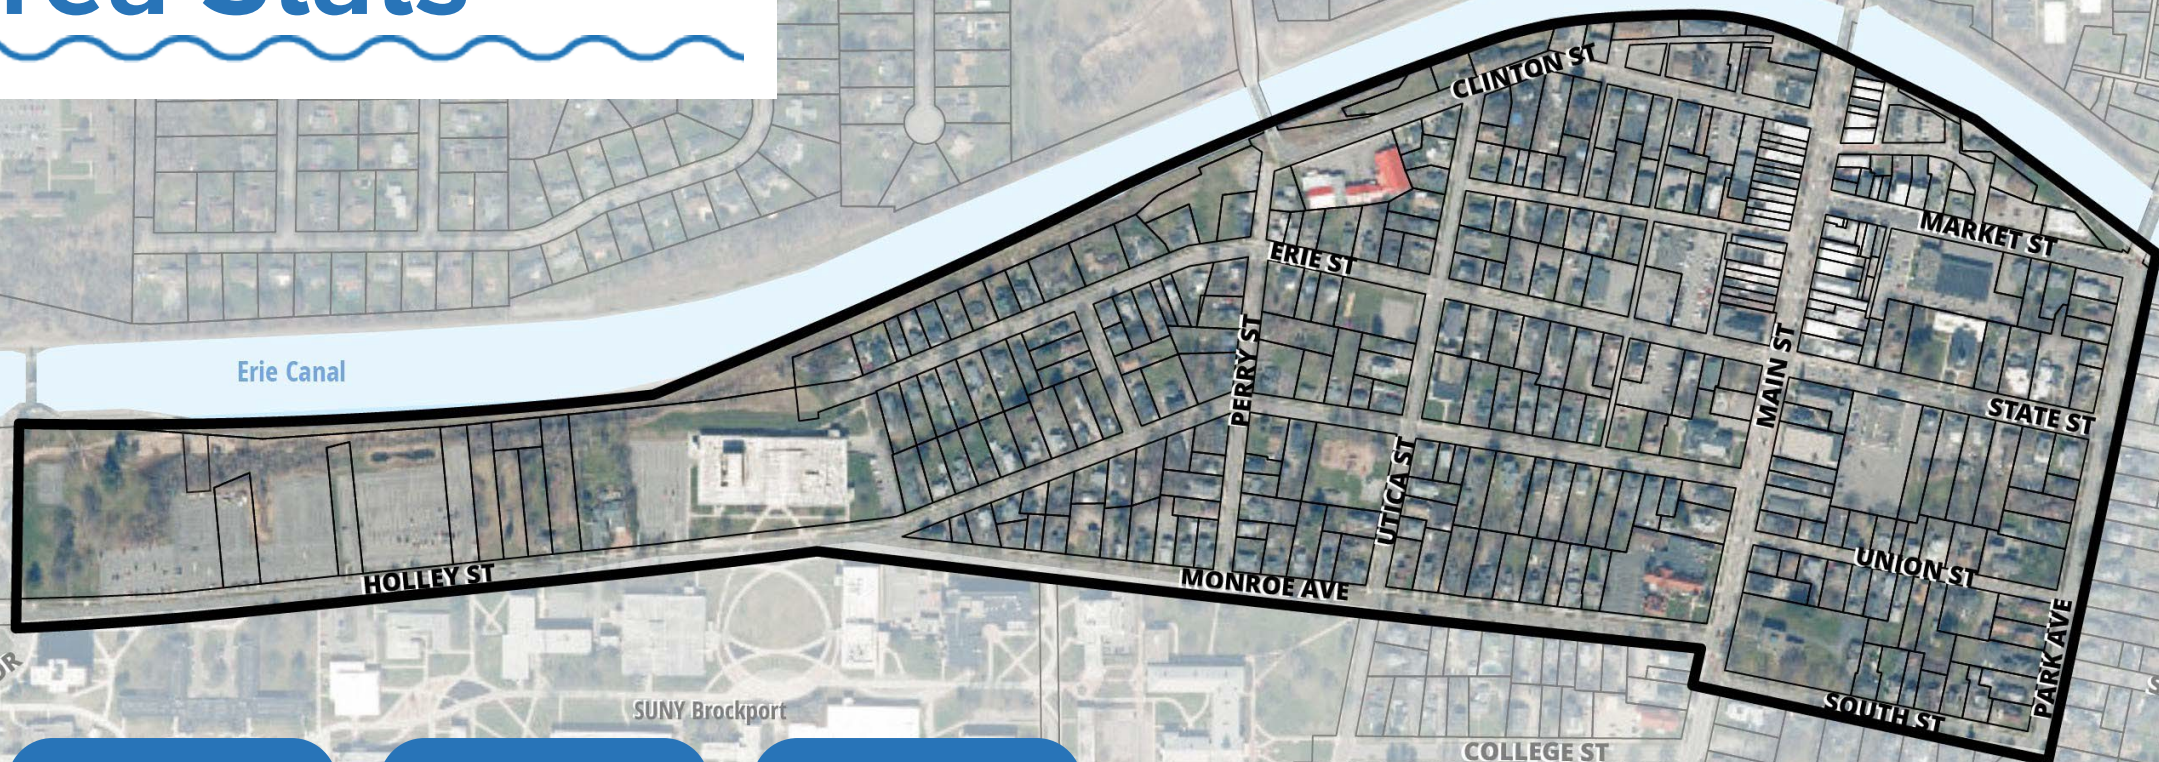 CLINTON ST
MARKET ST
ERIE ST
PERRY ST
MAIN ST
Erie Canal
STATE ST
UTICA ST
HOLLEY ST
MONROE AVE
UNION ST
PARK AVE
SUNY Brockport
SOUTH ST
COLLEGE ST